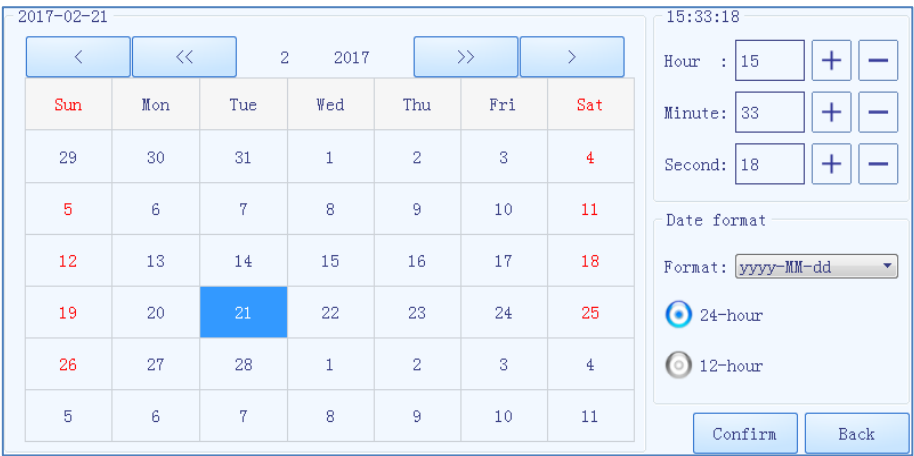 2017-02-21
< << 2 2017 >> >
Sun Mon Tue Wed Thu Fri Sat
29 30 31 1 2 3 4
5 6 7 8 9 10 11
12 13 14 15 16 17 18
19 20 21 22 23 24 25
26 27 28 1 2 3 4
5 6 7 8 9 10 11
15:33:18
Hour : 15 + −
Minute: 33 + −
Second: 18 + −
Date format
Format: yyyy-MM-dd
24-hour
12-hour
Confirm Back